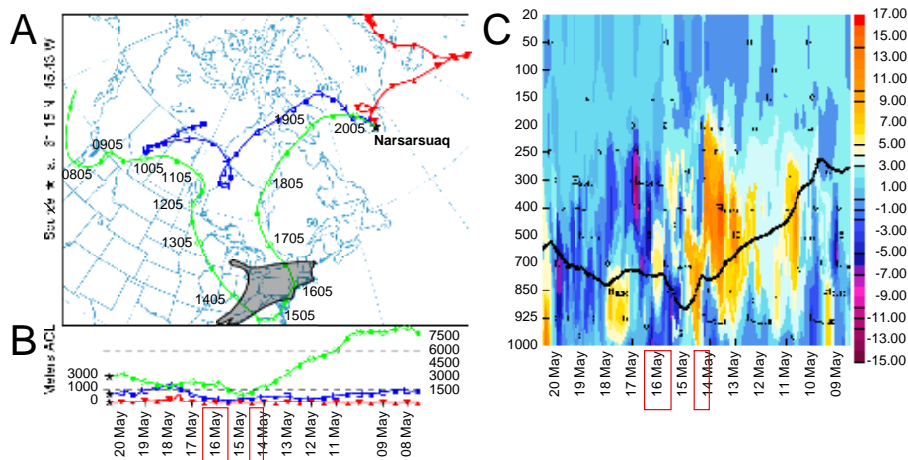 A
Source ★ at 61.15 N 45.43 W
0805
0905
1005
1105
1205
1305
1405
1505
1605
1705
1805
1905
2005
Narsarsuaq
B
Meters AGL
3000
1000
0
7500
6000
4500
3000
1500
20 May
19 May
18 May
17 May
16 May
15 May
14 May
13 May
12 May
11 May
09 May
08 May
C
20
50
100
150
200
250
300
400
500
700
850
925
1000
20 May
19 May
18 May
17 May
16 May
15 May
14 May
13 May
12 May
11 May
10 May
09 May
17.00
15.00
13.00
11.00
9.00
7.00
5.00
3.00
1.00
-1.00
-3.00
-5.00
-7.00
-9.00
-11.00
-13.00
-15.00